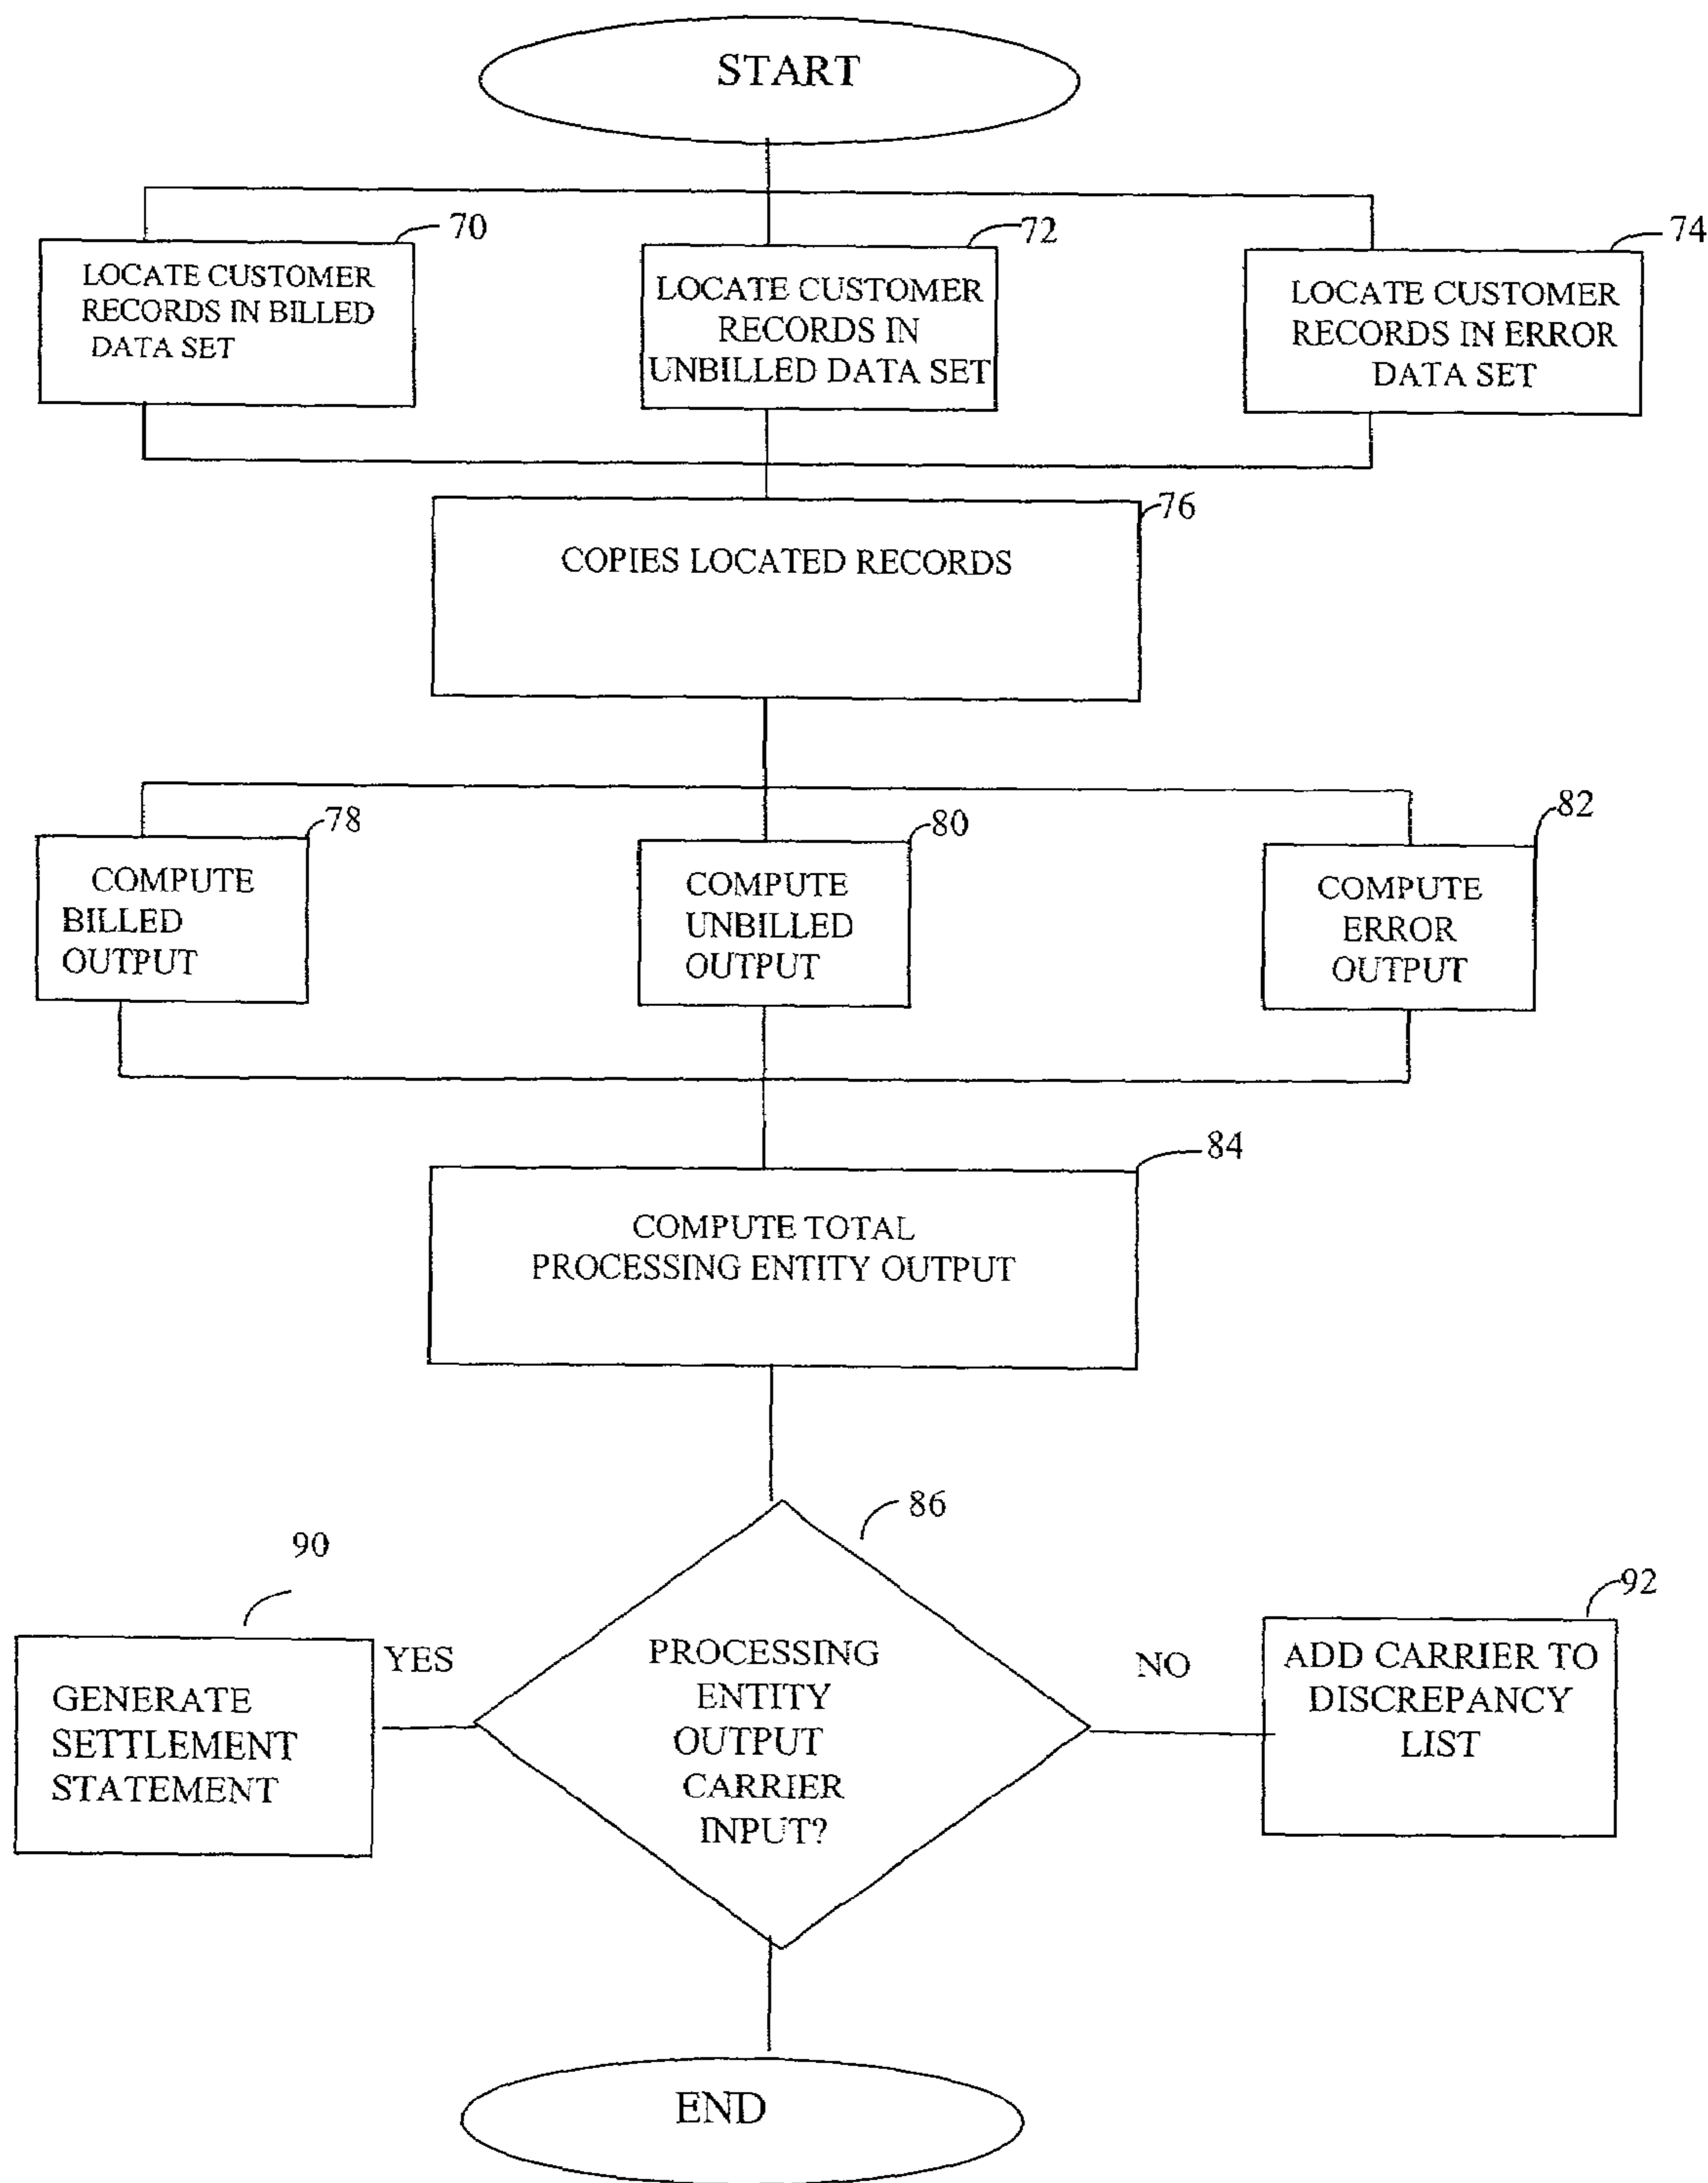 START
70
72
74
LOCATE CUSTOMER
RECORDS IN BILLED
DATA SET
LOCATE CUSTOMER
RECORDS IN
UNBILLED DATA SET
LOCATE CUSTOMER
RECORDS IN ERROR
DATA SET
76
COPIES LOCATED RECORDS
78
80
82
COMPUTE
BILLED
OUTPUT
COMPUTE
UNBILLED
OUTPUT
COMPUTE
ERROR
OUTPUT
84
COMPUTE TOTAL
PROCESSING ENTITY OUTPUT
86
90
92
YES
NO
GENERATE
SETTLEMENT
STATEMENT
PROCESSING
ENTITY
OUTPUT
CARRIER
INPUT?
ADD CARRIER TO
DISCREPANCY
LIST
END